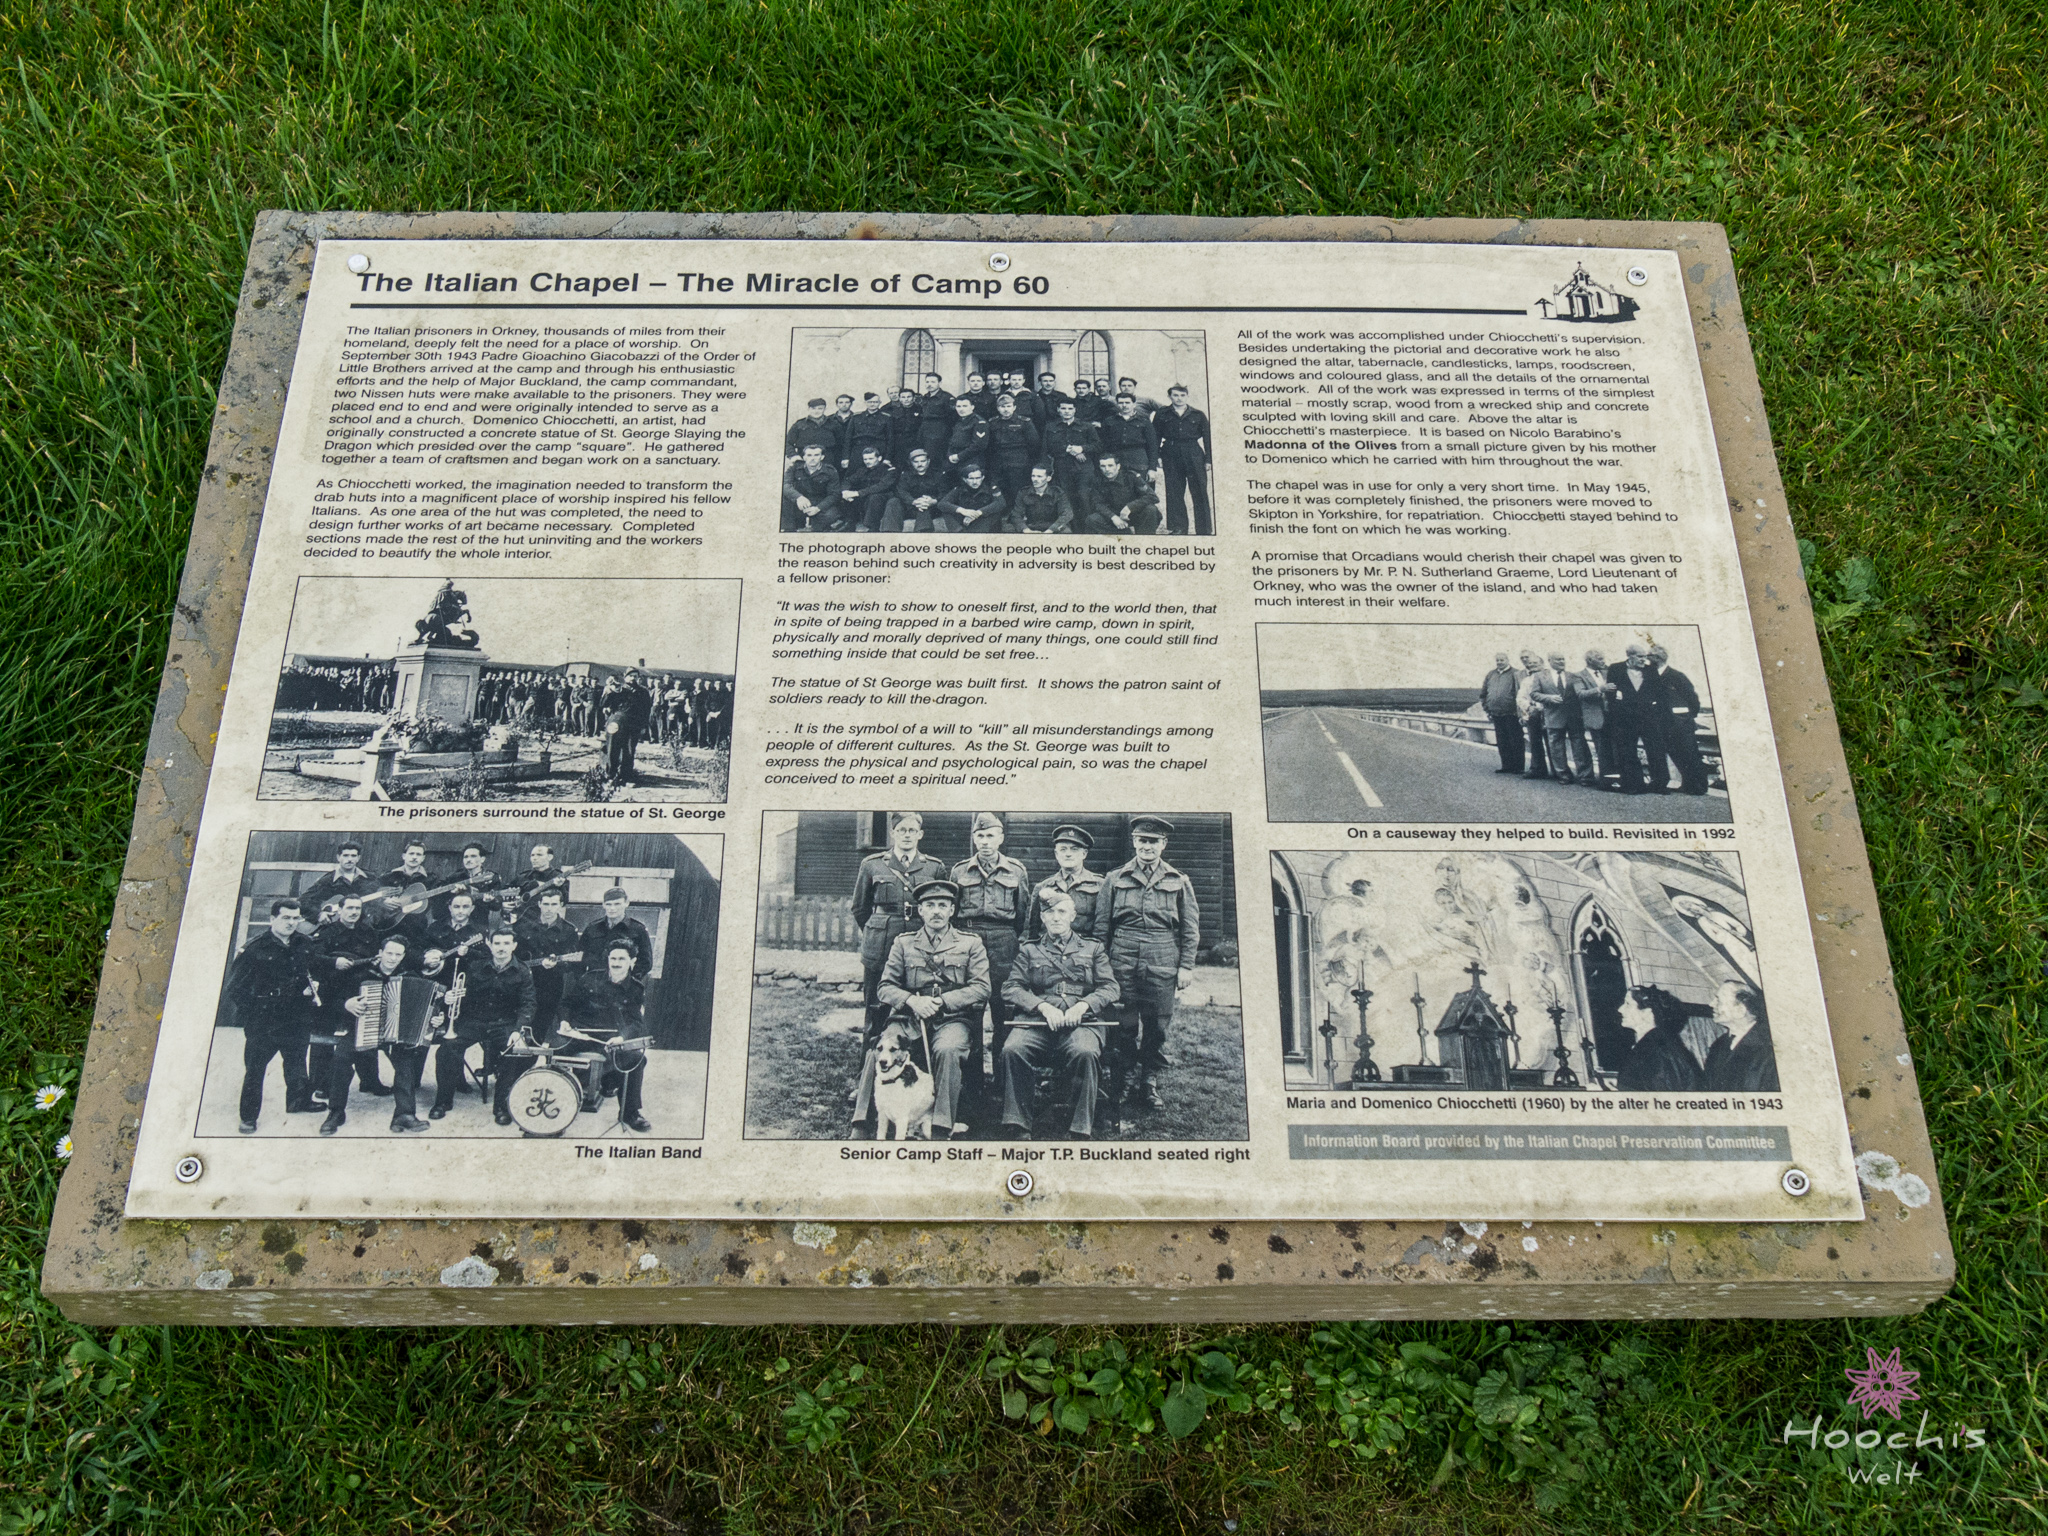 The Italian Chapel – The Miracle of Camp 60
The Italian prisoners in Orkney, thousands of miles from their
homeland, deeply felt the need for a place of worship. On
September 30th 1943 Padre Gioachino Giacobazzi of the Order of
Little Brothers arrived at the camp and through his enthusiastic
efforts and the help of Major Buckland, the camp commandant,
two Nissen huts were make available to the prisoners. They were
placed end to end and were originally intended to serve as a
school and a church. Domenico Chiocchetti, an artist, had
originally constructed a concrete statue of St. George Slaying the
Dragon which presided over the camp "square". He gathered
together a team of craftsmen and began work on a sanctuary.
As Chiocchetti worked, the imagination needed to transform the
drab huts into a magnificent place of worship inspired his fellow
Italians. As one area of the hut was completed, the need to
design further works of art became necessary. Completed
sections made the rest of the hut uninviting and the workers
decided to beautify the whole interior.
The prisoners surround the statue of St. George
The Italian Band
The photograph above shows the people who built the chapel but
the reason behind such creativity in adversity is best described by
a fellow prisoner:
"It was the wish to show to oneself first, and to the world then, that
in spite of being trapped in a barbed wire camp, down in spirit,
physically and morally deprived of many things, one could still find
something inside that could be set free...
The statue of St George was built first. It shows the patron saint of
soldiers ready to kill the dragon.
. . . It is the symbol of a will to "kill" all misunderstandings among
people of different cultures. As the St. George was built to
express the physical and psychological pain, so was the chapel
conceived to meet a spiritual need."
Senior Camp Staff – Major T.P. Buckland seated right
All of the work was accomplished under Chiocchetti's supervision.
Besides undertaking the pictorial and decorative work he also
designed the altar, tabernacle, candlesticks, lamps, roodscreen,
windows and coloured glass, and all the details of the ornamental
woodwork. All of the work was expressed in terms of the simplest
material – mostly scrap, wood from a wrecked ship and concrete
sculpted with loving skill and care. Above the altar is
Chiocchetti's masterpiece. It is based on Nicolo Barabino's
Madonna of the Olives from a small picture given by his mother
to Domenico which he carried with him throughout the war.
The chapel was in use for only a very short time. In May 1945,
before it was completely finished, the prisoners were moved to
Skipton in Yorkshire, for repatriation. Chiocchetti stayed behind to
finish the font on which he was working.
A promise that Orcadians would cherish their chapel was given to
the prisoners by Mr. P. N. Sutherland Graeme, Lord Lieutenant of
Orkney, who was the owner of the island, and who had taken
much interest in their welfare.
On a causeway they helped to build. Revisited in 1992
Maria and Domenico Chiocchetti (1960) by the alter he created in 1943
Information Board provided by the Italian Chapel Preservation Committee
Hoochis
Welt